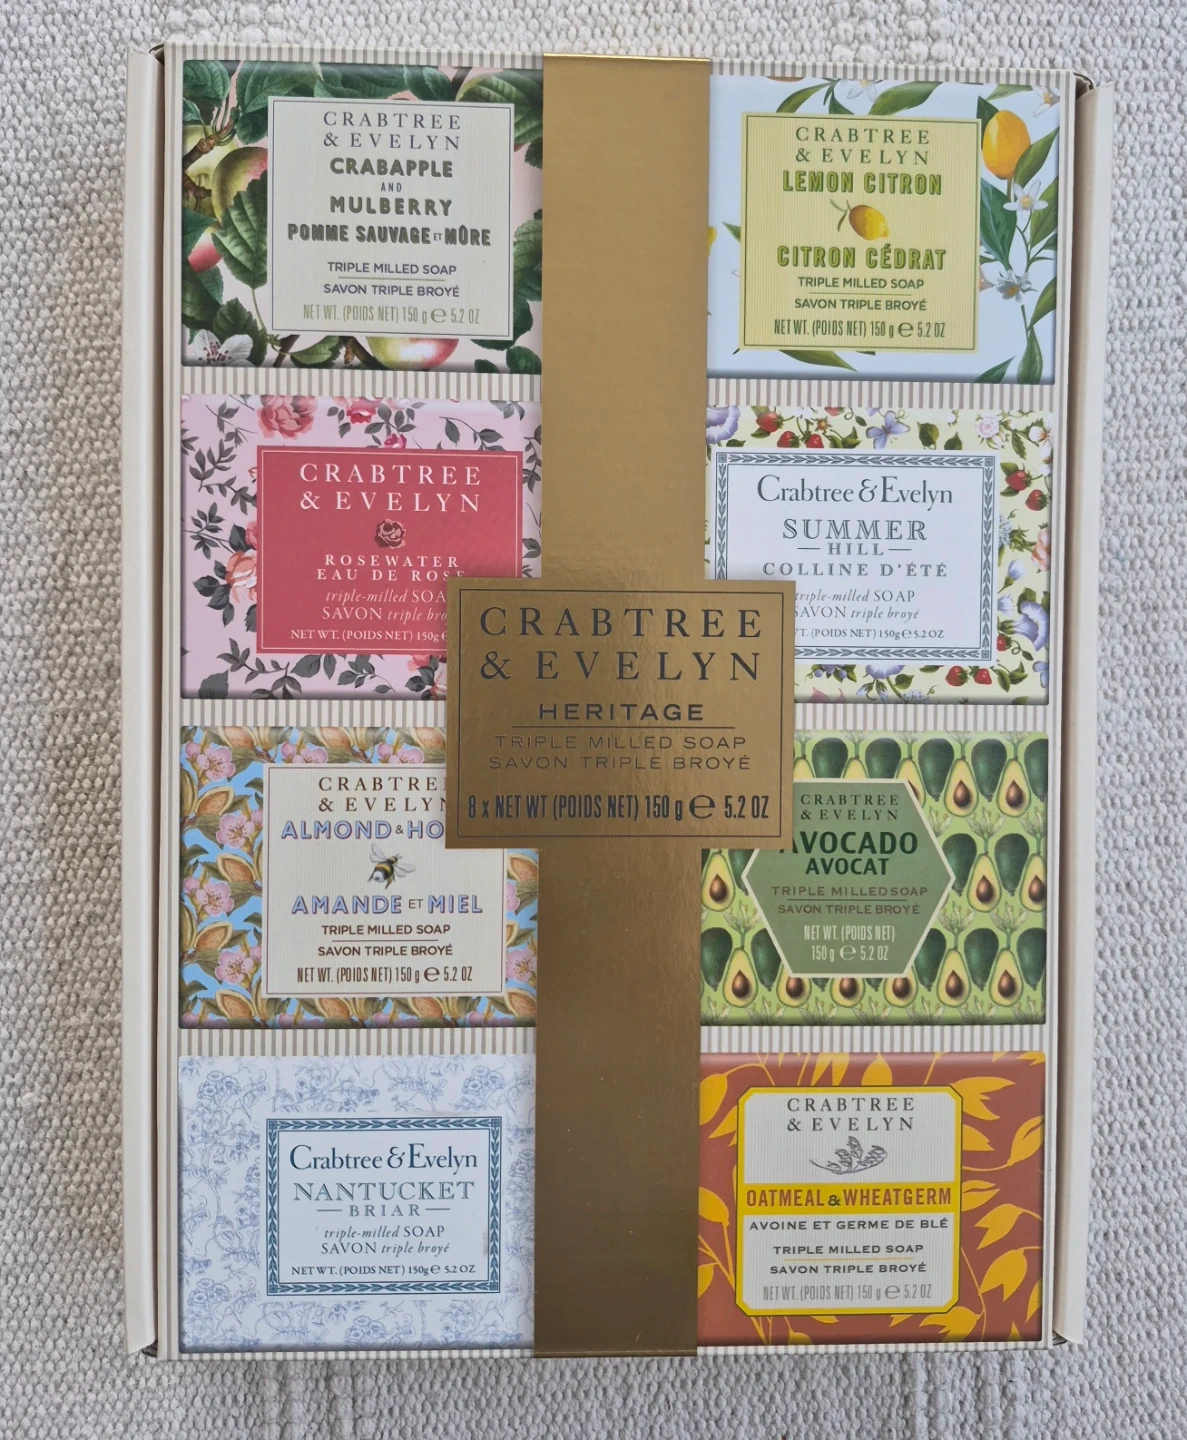 CRABTREE
& EVELYN
CRABAPPLE
AND
MULBERRY
POMME SAUVAGE ET MÛRE
TRIPLE MILLED SOAP
SAVON TRIPLE BROYÉ
NET WT. (POIDS NET) 150 g ℮ 5.2 OZ
CRABTREE
& EVELYN
LEMON CITRON
CITRON CÉDRAT
TRIPLE MILLED SOAP
SAVON TRIPLE BROYÉ
NET WT. (POIDS NET) 150 g ℮ 5.2 OZ
CRABTREE
& EVELYN
ROSEWATER
EAU DE ROSE
triple-milled
SAVON triple
NET WT. (POIDS NET) 150g
Crabtree & Evelyn
SUMMER
HILL
COLLINE D'ÉTÉ
SOAP
triple broyé
(POIDS NET) 150g ℮ 5.2 OZ
CRABTREE
& EVELYN
HERITAGE
TRIPLE MILLED SOAP
SAVON TRIPLE BROYÉ
8 x NET WT (POIDS NET) 150 g ℮ 5.2 OZ
& EVELYN
ALMOND &
AMANDE ET MIEL
TRIPLE MILLED SOAP
SAVON TRIPLE BROYÉ
NET WT. (POIDS NET) 150 g ℮ 5.2 OZ
CRABTREE
& EVELYN
AVOCADO
AVOCAT
TRIPLE MILLED SOAP
SAVON TRIPLE BROYÉ
NET WT. (POIDS NET)
150 g ℮ 5.2 OZ
Crabtree & Evelyn
NANTUCKET
BRIAR
triple-milled SOAP
SAVON triple broyé
NET WT. (POIDS NET) 150g ℮ 5.2 OZ
CRABTREE
& EVELYN
OATMEAL & WHEATGERM
AVOINE ET GERME DE BLÉ
TRIPLE MILLED SOAP
SAVON TRIPLE BROYÉ
NET WT. (POIDS NET) 150 g ℮ 5.2 OZ